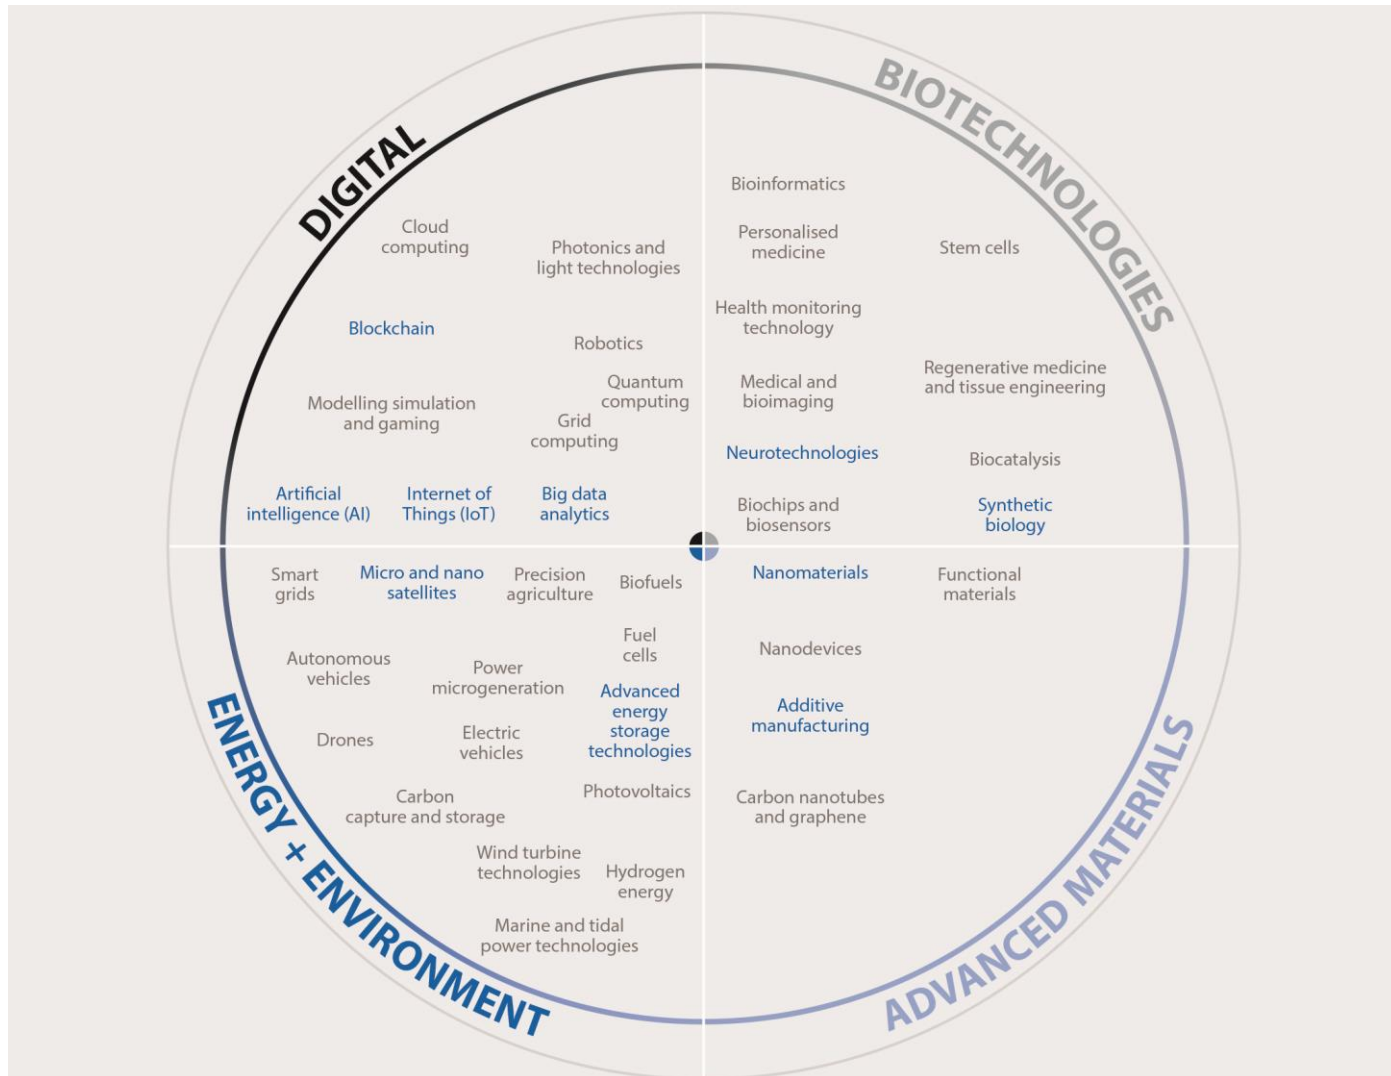 DIGITAL
Cloud
computing
Photonics and
light technologies
Blockchain
Robotics
Quantum
computing
Modelling simulation
and gaming
Grid
computing
Artificial
intelligence (AI)
Internet of
Things (IoT)
Big data
analytics
BIOTECHNOLOGIES
Bioinformatics
Personalised
medicine
Stem cells
Health monitoring
technology
Regenerative medicine
and tissue engineering
Medical and
bioimaging
Neurotechnologies
Biocatalysis
Biochips and
biosensors
Synthetic
biology
ENERGY + ENVIRONMENT
Smart
grids
Micro and nano
satellites
Precision
agriculture
Biofuels
Fuel
cells
Autonomous
vehicles
Power
microgeneration
Advanced
energy
storage
technologies
Drones
Electric
vehicles
Photovoltaics
Carbon
capture and storage
Wind turbine
technologies
Hydrogen
energy
Marine and tidal
power technologies
ADVANCED MATERIALS
Nanomaterials
Functional
materials
Nanodevices
Additive
manufacturing
Carbon nanotubes
and graphene